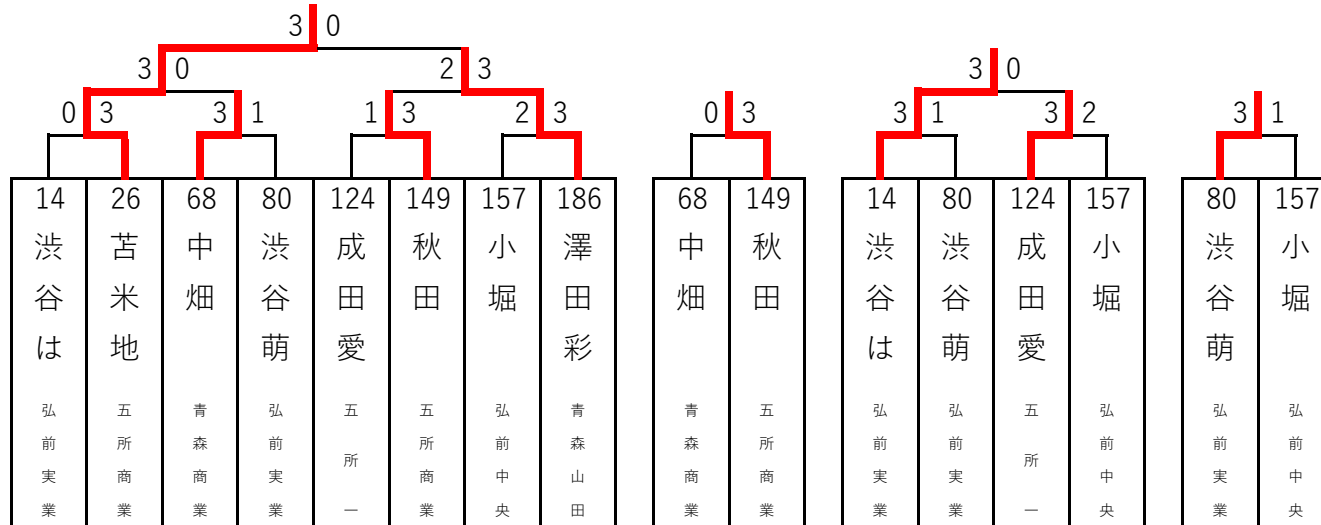 3 0
3 0 2 3
0 3 3 1 1 3 2 3 0 3 3 0
3 1 3 2 3 1
14 26 68 80 124 149 157 186 68 149 14 80 124 157 80 157
渋谷は
苫米地
中畑
渋谷萌
成田愛
秋田
小堀
澤田彩
中畑
秋田
渋谷は
渋谷萌
成田愛
小堀
渋谷萌
小堀
弘前実業
五所商業
青森商業
弘前実業
五所一
五所商業
弘前中央
青森山田
青森商業
五所商業
弘前実業
弘前実業
五所一
弘前中央
弘前実業
弘前中央